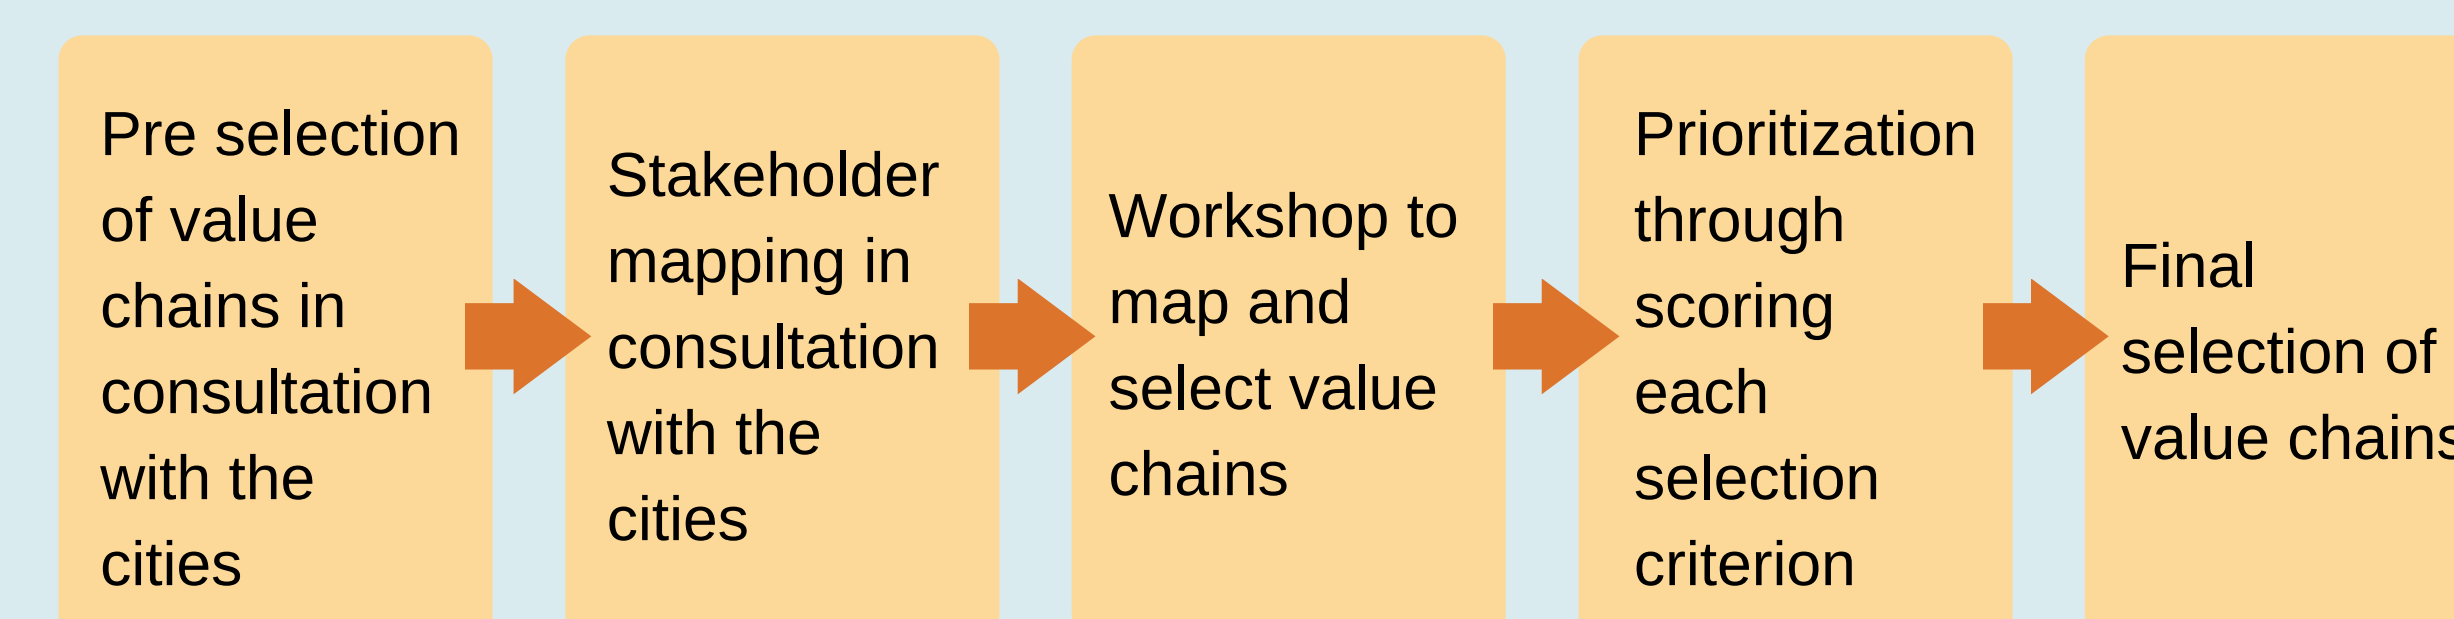 Pre selection
of value
chains in
consultation
with the
cities
Stakeholder
mapping in
consultation
with the
cities
Workshop to
map and
select value
chains
Prioritization
through
scoring
each
selection
criterion
Final
selection of
value chains